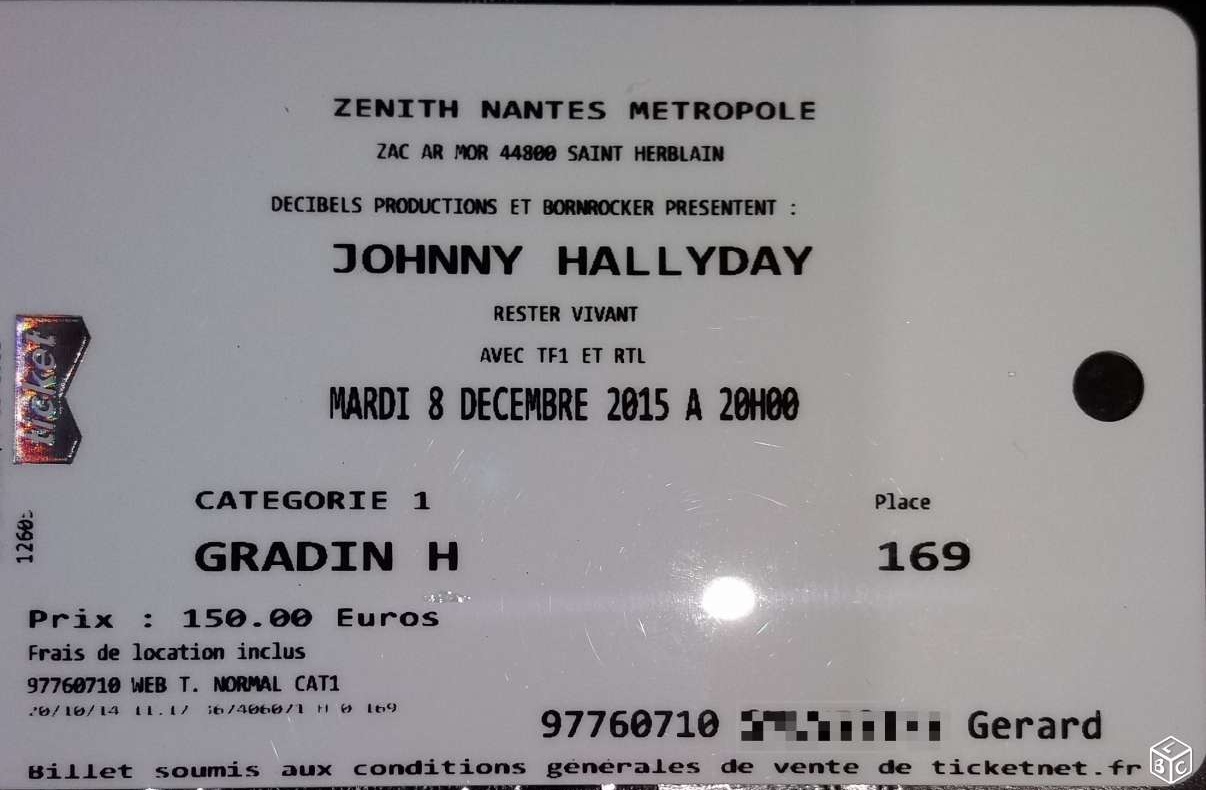 ZENITH NANTES METROPOLE
ZAC AR MOR 44800 SAINT HERBLAIN
DECIBELS PRODUCTIONS ET BORNROCKER PRESENTENT :
JOHNNY HALLYDAY
RESTER VIVANT
AVEC TF1 ET RTL
MARDI 8 DECEMBRE 2015 A 20H00
ticket
CATEGORIE 1
Place
GRADIN H
169
Prix : 150.00 Euros
Frais de location inclus
97760710 WEB T. NORMAL CAT1
H 0 169
97760710 Gerard
Billet soumis aux conditions générales de vente de ticketnet.fr
LBC